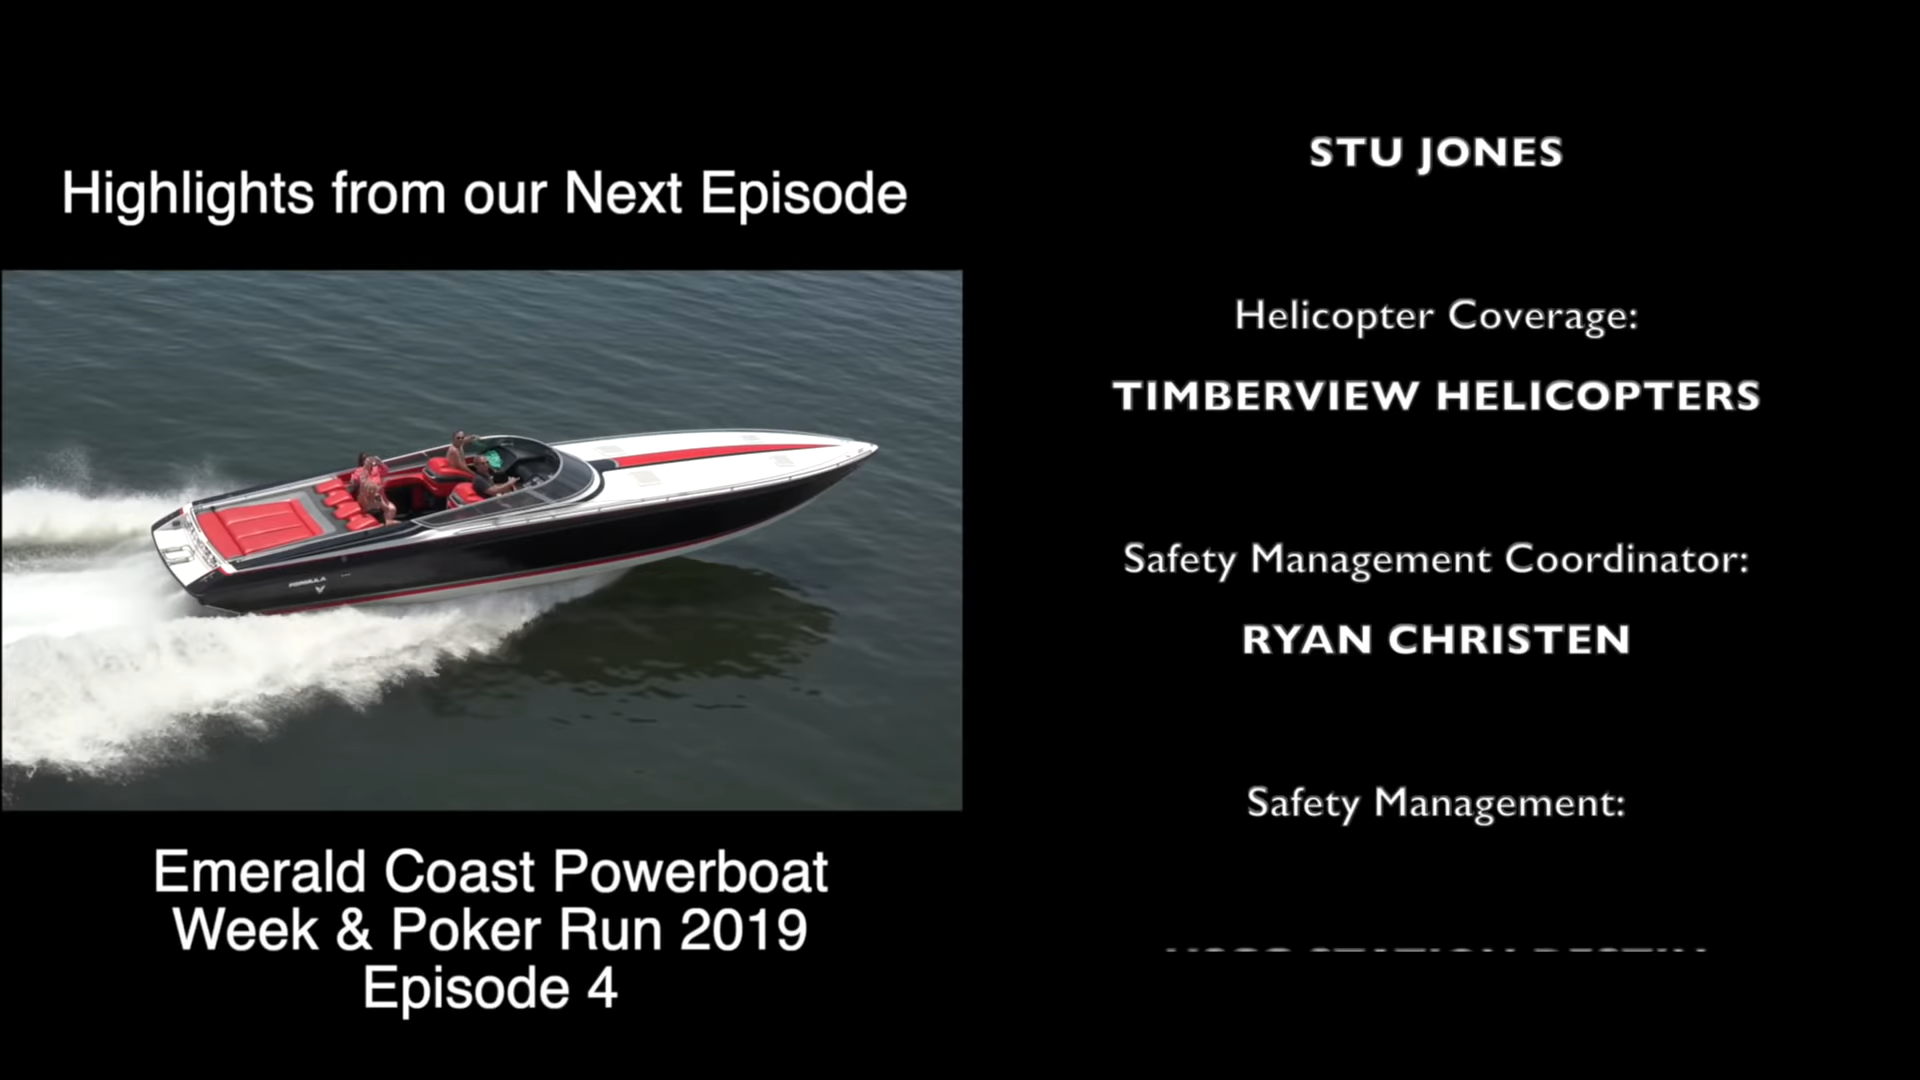 Highlights from our Next Episode
FORMULA
Emerald Coast Powerboat
Week & Poker Run 2019
Episode 4
STU JONES
Helicopter Coverage:
TIMBERVIEW HELICOPTERS
Safety Management Coordinator:
RYAN CHRISTEN
Safety Management: